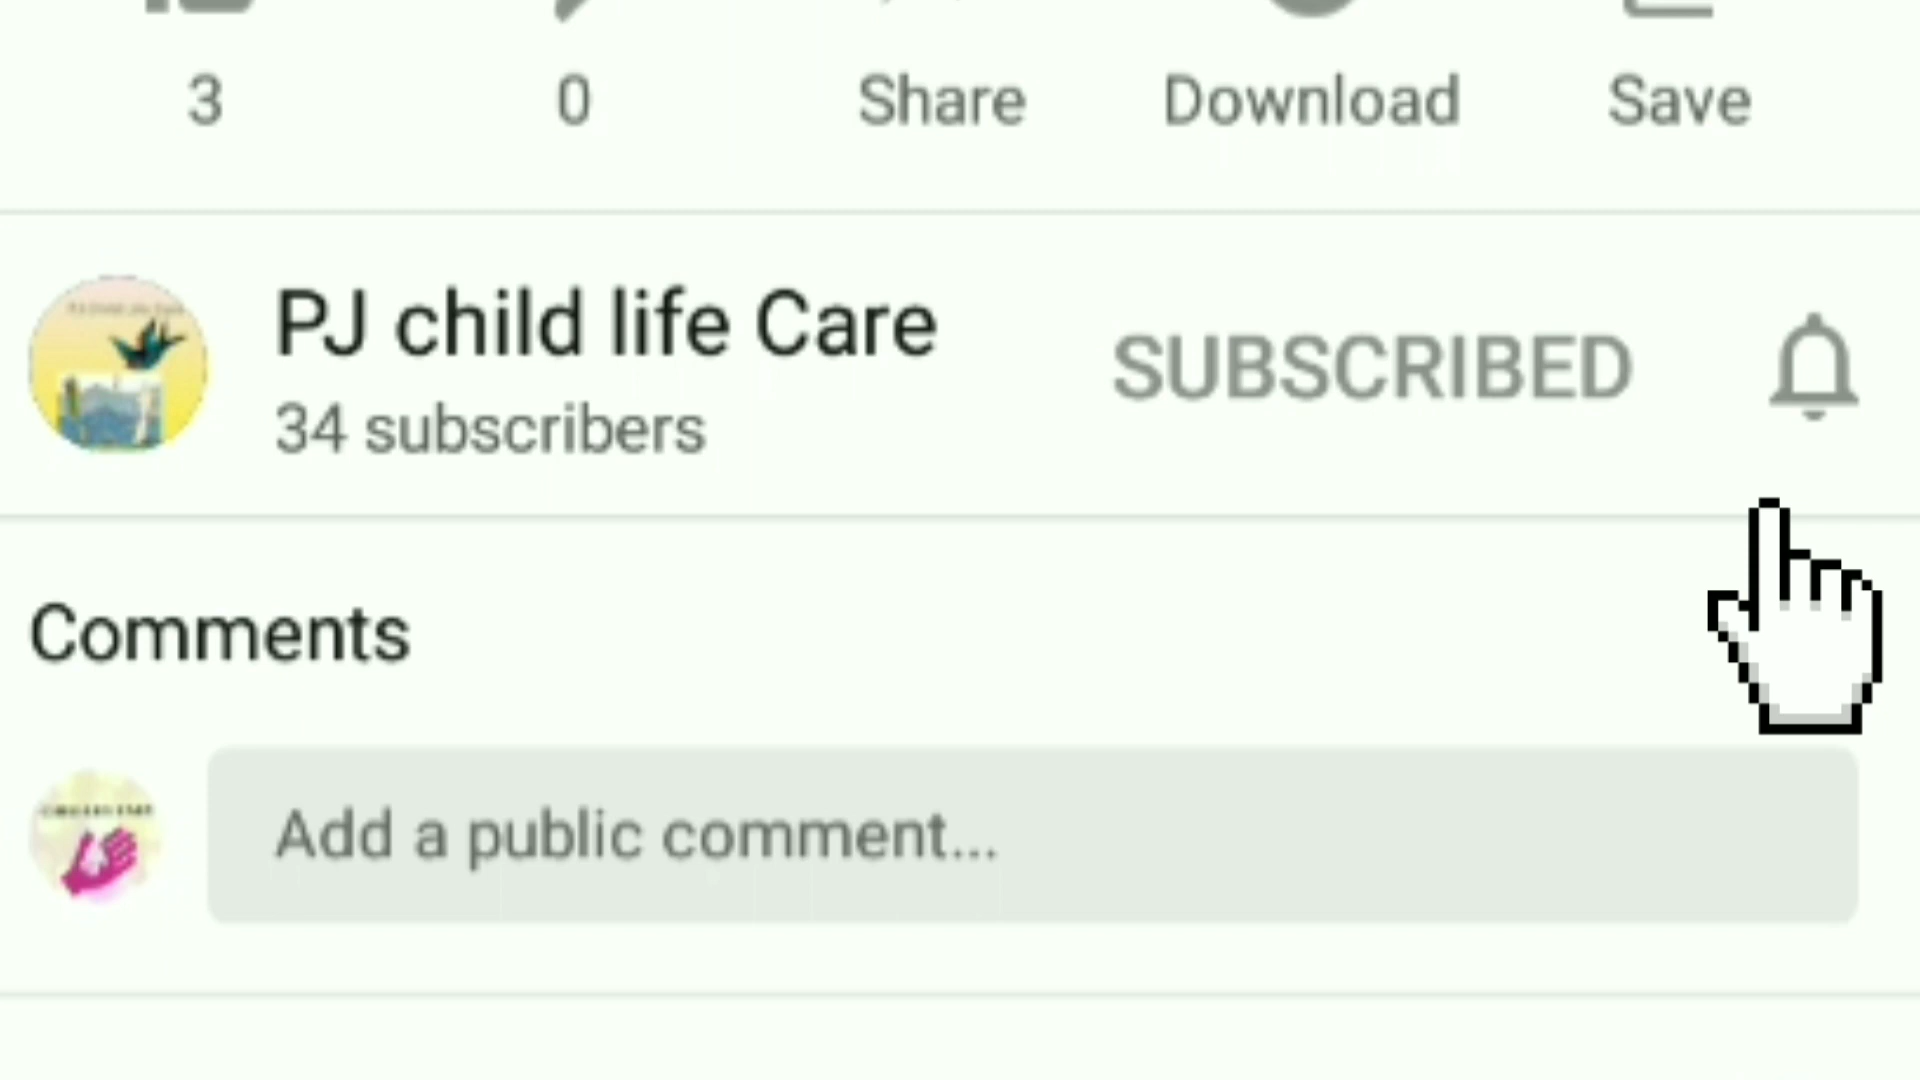 3
0
Share
Download
Save
PJ child life Care
34 subscribers
SUBSCRIBED
Comments
Add a public comment...